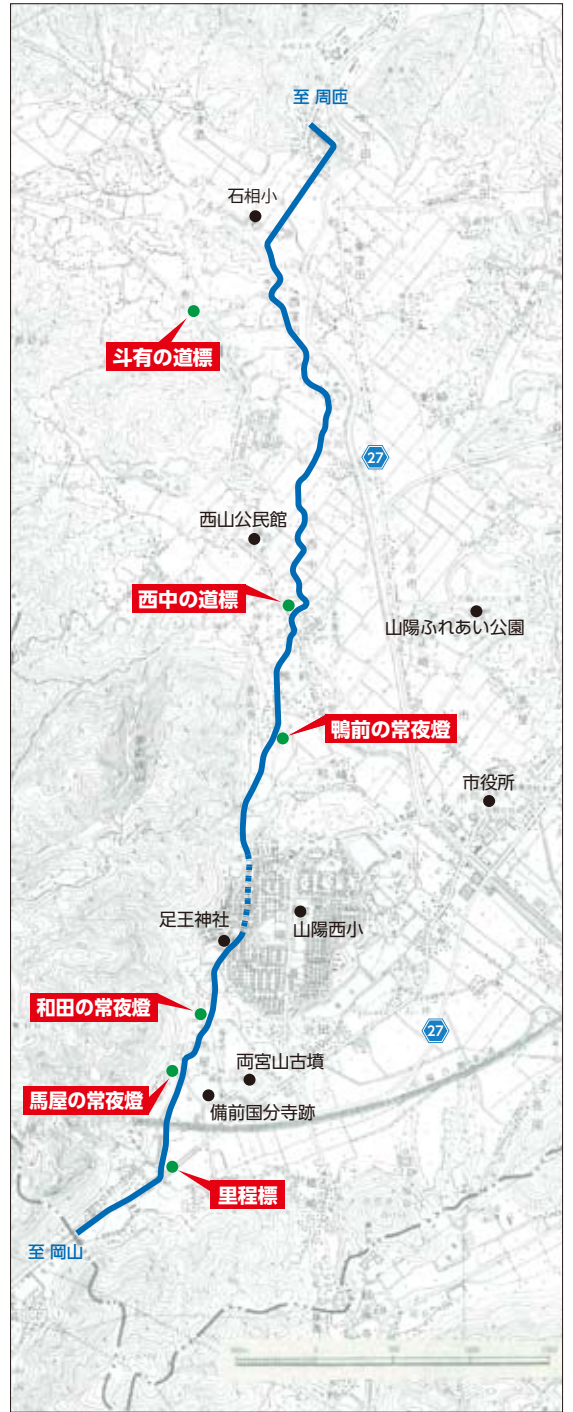 至 周匝
石相小
斗有の道標
27
西山公民館
西中の道標
山陽ふれあい公園
鴨前の常夜燈
市役所
足王神社
山陽西小
和田の常夜燈
27
両宮山古墳
馬屋の常夜燈
備前国分寺跡
里程標
至 岡山